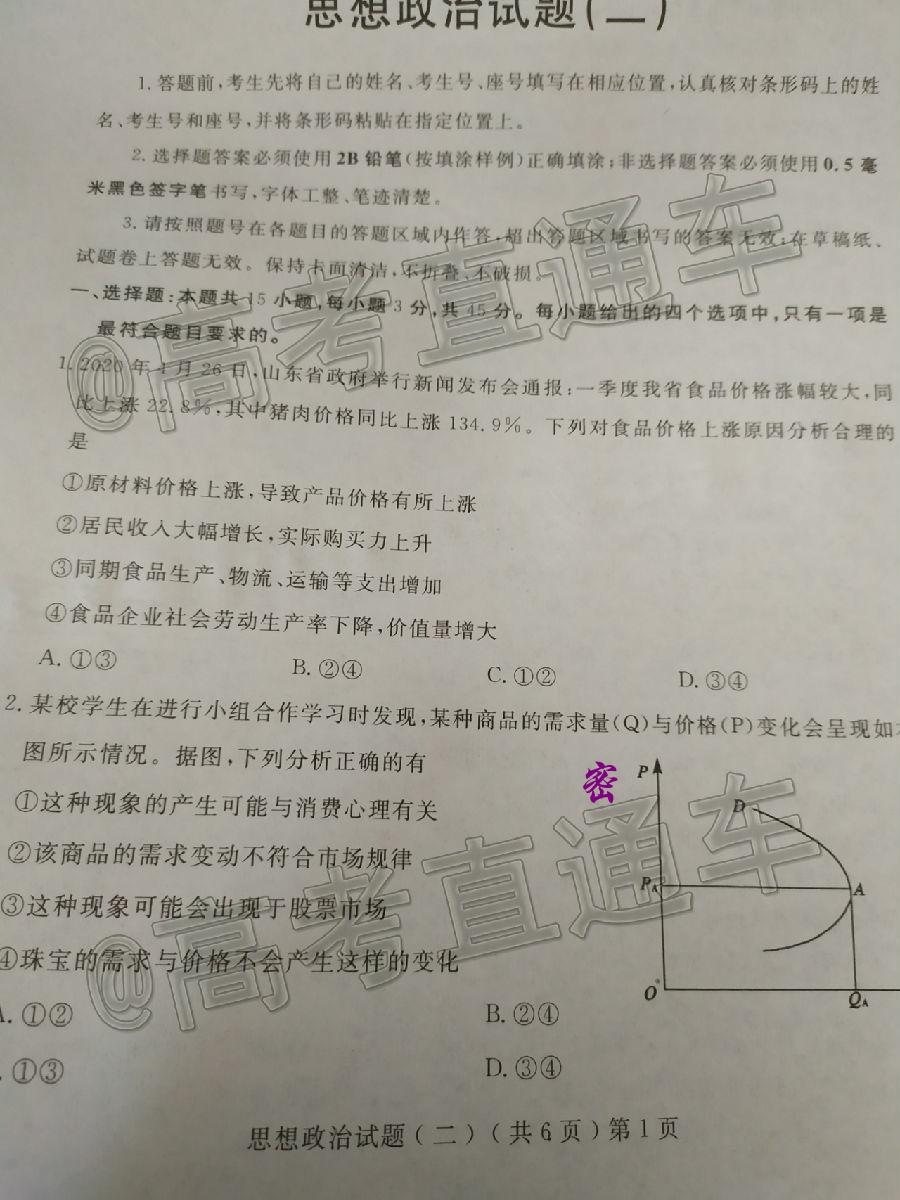 思想政治试题(二)
1.答题前,考生先将自己的姓名、考生号、座号填写在相应位置,认真核对条形码上的姓
名、考生号和座号,并将条形码粘贴在指定位置上。
2.选择题答案必须使用2B铅笔(按填涂样例)正确填涂;非选择题答案必须使用0.5毫
米黑色签字笔书写,字体工整、笔迹清楚。
3.请按照题号在各题目的答题区域内作答,超出答题区域书写的答案无效;在草稿纸、
试题卷上答题无效。保持卡面清洁,不折叠、不破损。
一、选择题:本题共15小题,每小题3分,共45分。每小题给出的四个选项中,只有一项是
最符合题目要求的。
1.2020年4月26日,山东省政府举行新闻发布会通报:一季度我省食品价格涨幅较大,同
比上涨22.8%,其中猪肉价格同比上涨134.9%。下列对食品价格上涨原因分析合理的
是
①原材料价格上涨,导致产品价格有所上涨
②居民收入大幅增长,实际购买力上升
③同期食品生产、物流、运输等支出增加
④食品企业社会劳动生产率下降,价值量增大
A.①③ B.②④ C.①② D.③④
2.某校学生在进行小组合作学习时发现,某种商品的需求量(Q)与价格(P)变化会呈现如
图所示情况。据图,下列分析正确的有
①这种现象的产生可能与消费心理有关
②该商品的需求变动不符合市场规律
③这种现象可能会出现于股票市场
④珠宝的需求与价格不会产生这样的变化
A.①② B.②④
.①③ D.③④
密
P
D
PA
A
O
QA
思想政治试题(二)(共6页)第1页
@高考直通车
@高考直通车